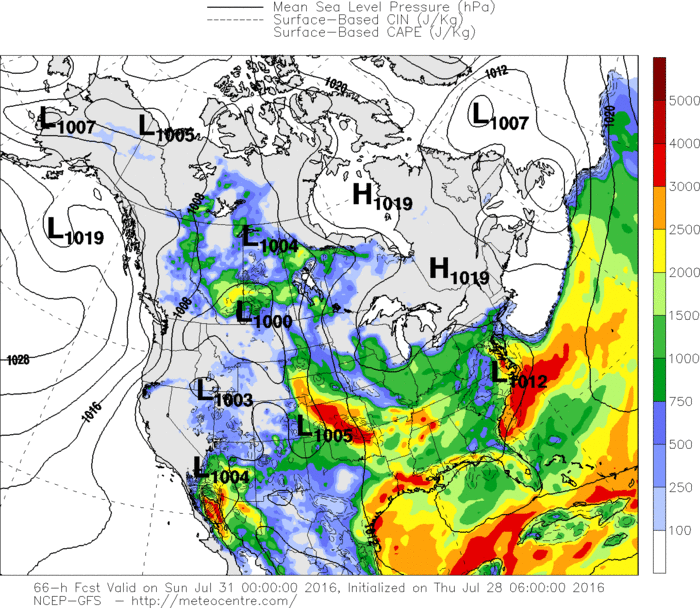 Mean Sea Level Pressure (hPa)
Surface-Based CIN (J/Kg)
Surface-Based CAPE (J/Kg)
1020
1012
L1007
L1005
L1007
1020
H1019
1008
L1019
L1004
H1019
1008
L1000
1028
L1003
L1012
1016
L1005
L1004
1012
5000
4000
3000
2500
2000
1500
1000
750
500
250
100
66-h Fcst Valid on Sun Jul 31 00:00:00 2016, Initialized on Thu Jul 28 06:00:00 2016
NCEP-GFS – http://meteocentre.com/